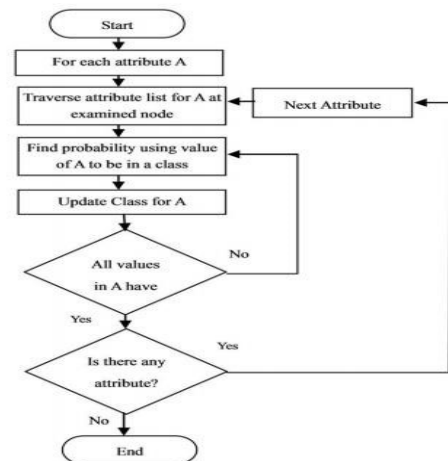 Start
For each attribute A
Traverse attribute list for A at
examined node
Next Attribute
Find probability using value
of A to be in a class
Update Class for A
All values
in A have
No
Yes
Is there any
attribute?
Yes
No
End